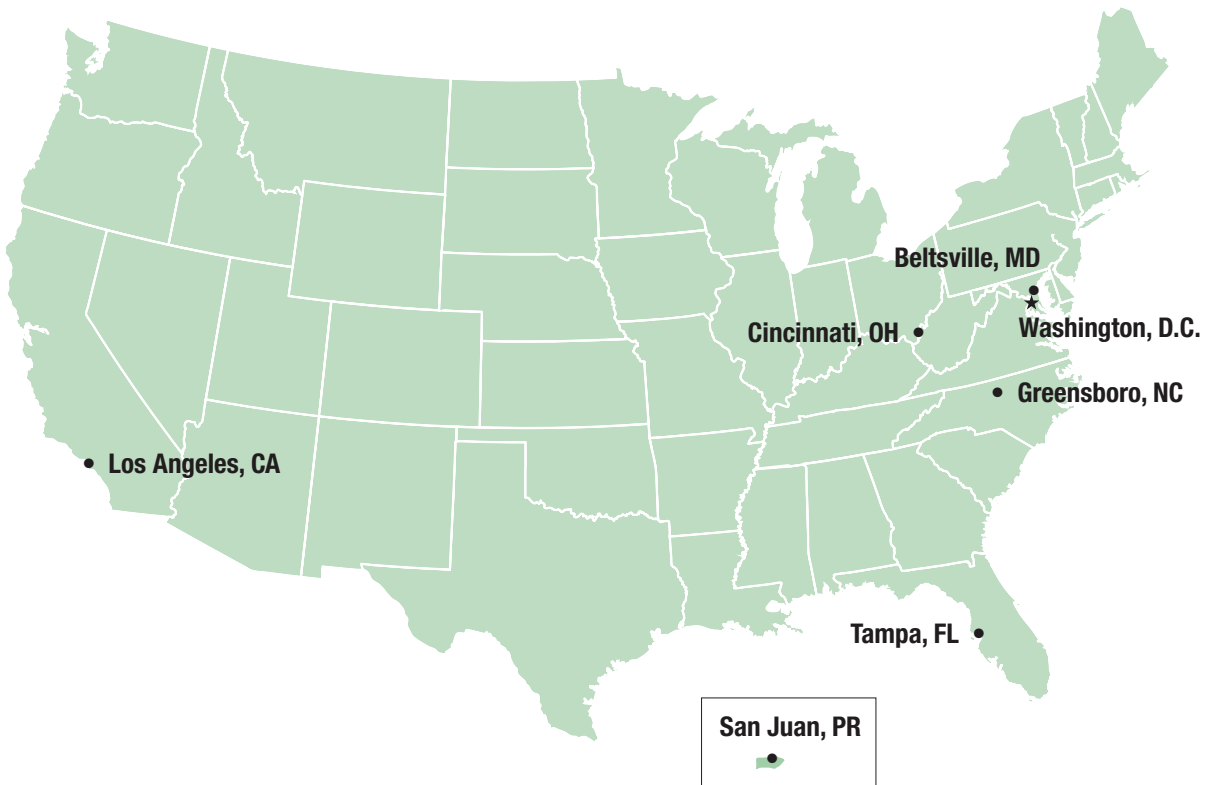 Beltsville, MD
Cincinnati, OH
Washington, D.C.
Greensboro, NC
Los Angeles, CA
Tampa, FL
San Juan, PR